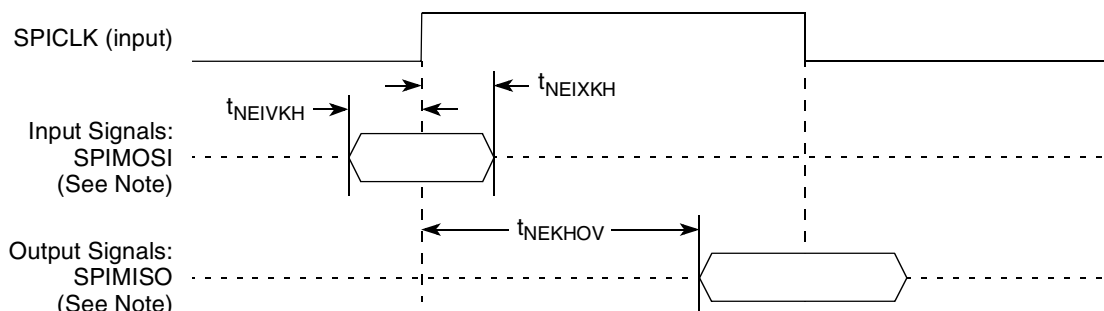 SPICLK (input)
tNEIXKH
tNEIVKH
Input Signals:
SPIMOSI
(See Note)
tNEKHOV
Output Signals:
SPIMISO
(See Note)